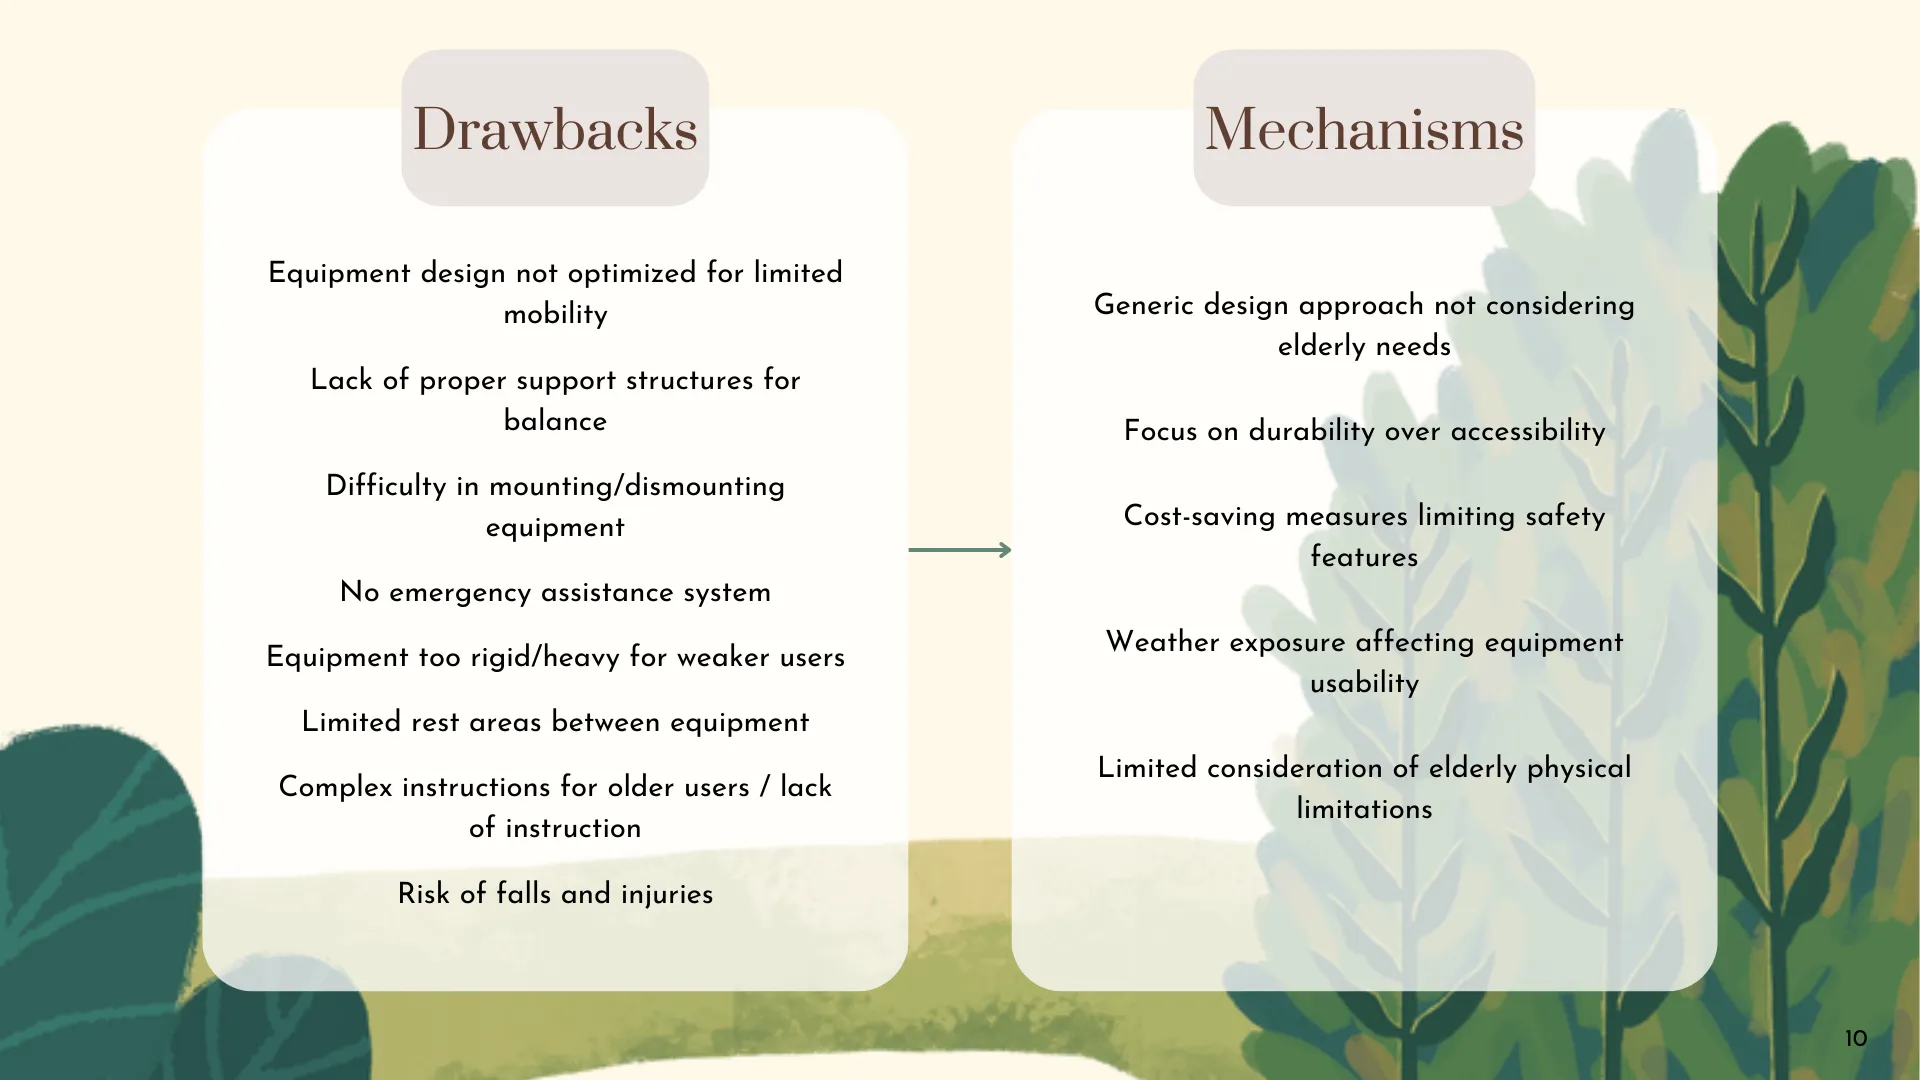 Drawbacks
Equipment design not optimized for limited
mobility
Lack of proper support structures for
balance
Difficulty in mounting/dismounting
equipment
No emergency assistance system
Equipment too rigid/heavy for weaker users
Limited rest areas between equipment
Complex instructions for older users / lack
of instruction
Risk of falls and injuries
Mechanisms
Generic design approach not considering
elderly needs
Focus on durability over accessibility
Cost-saving measures limiting safety
features
Weather exposure affecting equipment
usability
Limited consideration of elderly physical
limitations
10